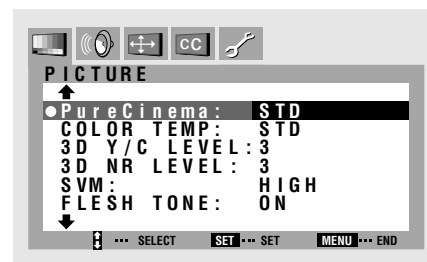 CC
PICTURE
PureCinema: STD
COLOR TEMP: STD
3D Y/C LEVEL: 3
3D NR LEVEL: 3
SVM: HIGH
FLESH TONE: ON
··· SELECT SET ··· SET MENU ··· END